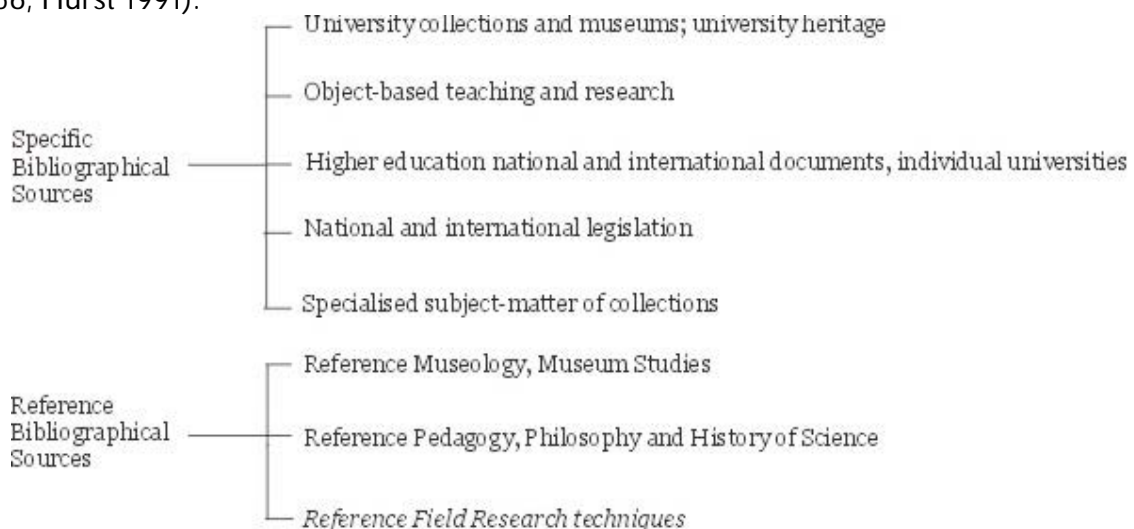 Hurst 1991).
University collections and museums; university heritage
Object-based teaching and research
Specific
Bibliographical
Sources
Higher education national and international documents, individual universities
National and international legislation
Specialised subject-matter of collections
Reference Museology, Museum Studies
Reference
Bibliographical
Sources
Reference Pedagogy, Philosophy and History of Science
Reference Field Research techniques